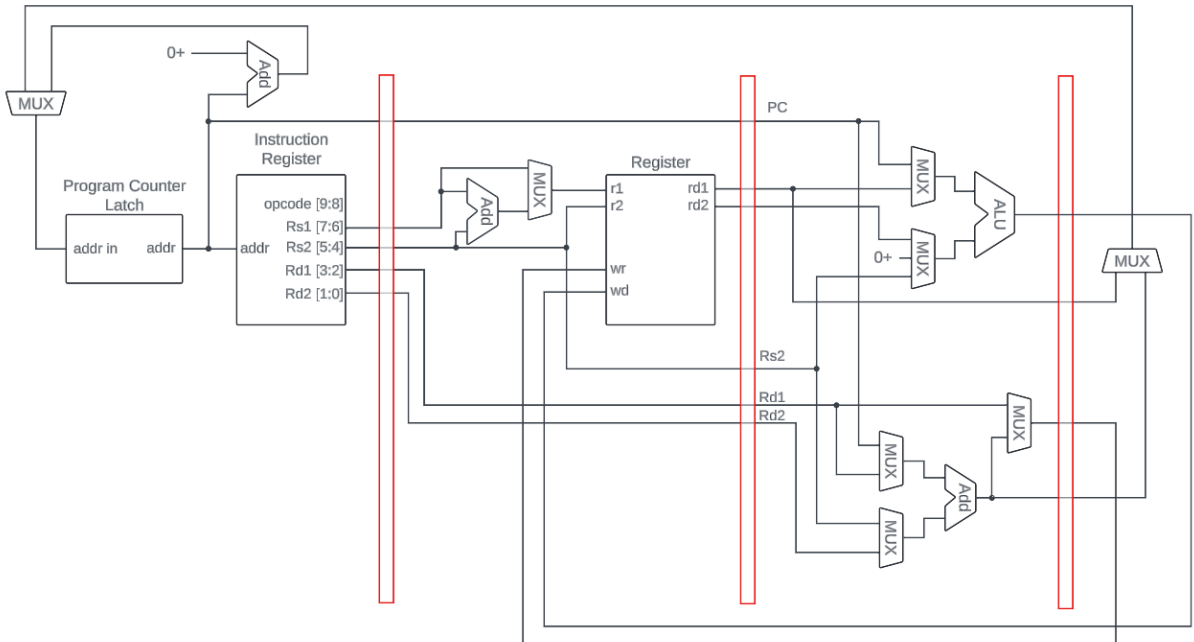 0+
Add
MUX
Program Counter
Latch
addr in
addr
Instruction
Register
opcode [9:8]
Rs1 [7:6]
addr
Rs2 [5:4]
Rd1 [3:2]
Rd2 [1:0]
Add
MUX
Register
r1
r2
wr
wd
rd1
rd2
PC
MUX
0+
MUX
ALU
MUX
Rs2
Rd1
Rd2
MUX
MUX
MUX
Add